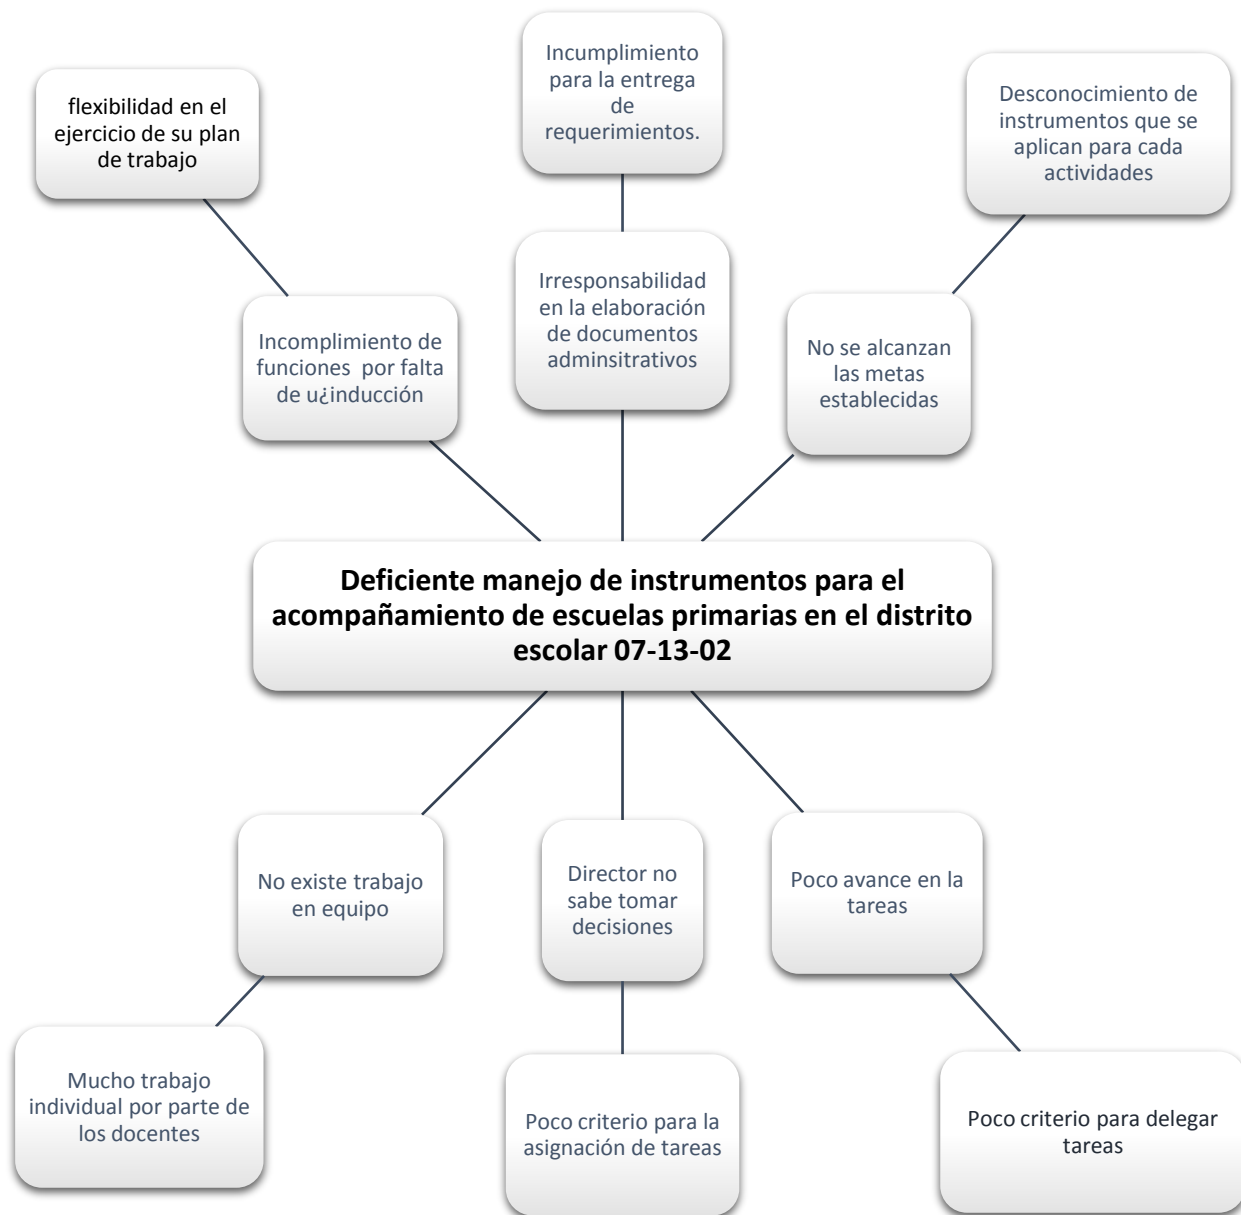 Incumplimiento
para la entrega
de
requerimientos.
flexibilidad en el
ejercicio de su plan
de trabajo
Desconocimiento de
instrumentos que se
aplican para cada
actividades
Irresponsabilidad
en la elaboración
de documentos
adminsitrativos
Incomplimiento de
funciones  por falta
de u¿inducción
No se alcanzan
las metas
establecidas
Deficiente manejo de instrumentos para el
acompañamiento de escuelas primarias en el distrito
escolar 07-13-02
No existe trabajo
en equipo
Director no
sabe tomar
decisiones
Poco avance en la
tareas
Mucho trabajo
individual por parte de
los docentes
Poco criterio para la
asignación de tareas
Poco criterio para delegar
tareas